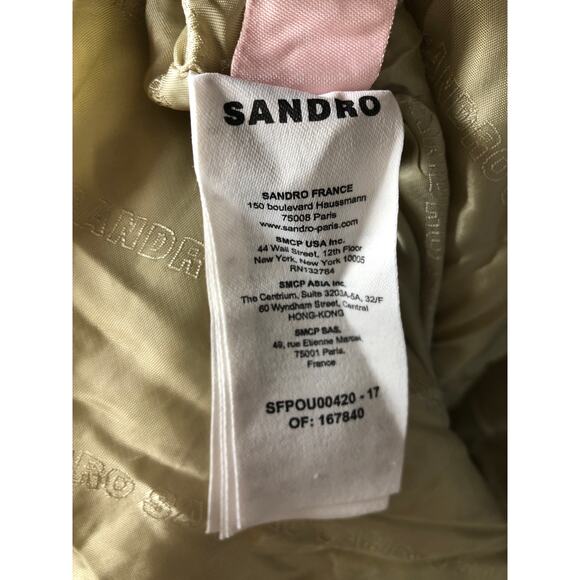 SANDRO
SANDRO FRANCE
150 boulevard Haussmann
75008 Paris
www.sandro-paris.com
SMCP USA Inc.
44 Wall Street, 12th Floor
New York, New York 10005
RN132784
SMCP ASIA Inc.
The Centrium, Suite 3203A-5A, 32/F
60 Wyndham Street, Central
HONG-KONG
SMCP SAS.
49, rue Etienne Marcel,
75001 Paris.
France
SFPOU00420 - 17
OF: 167840
SANDRO